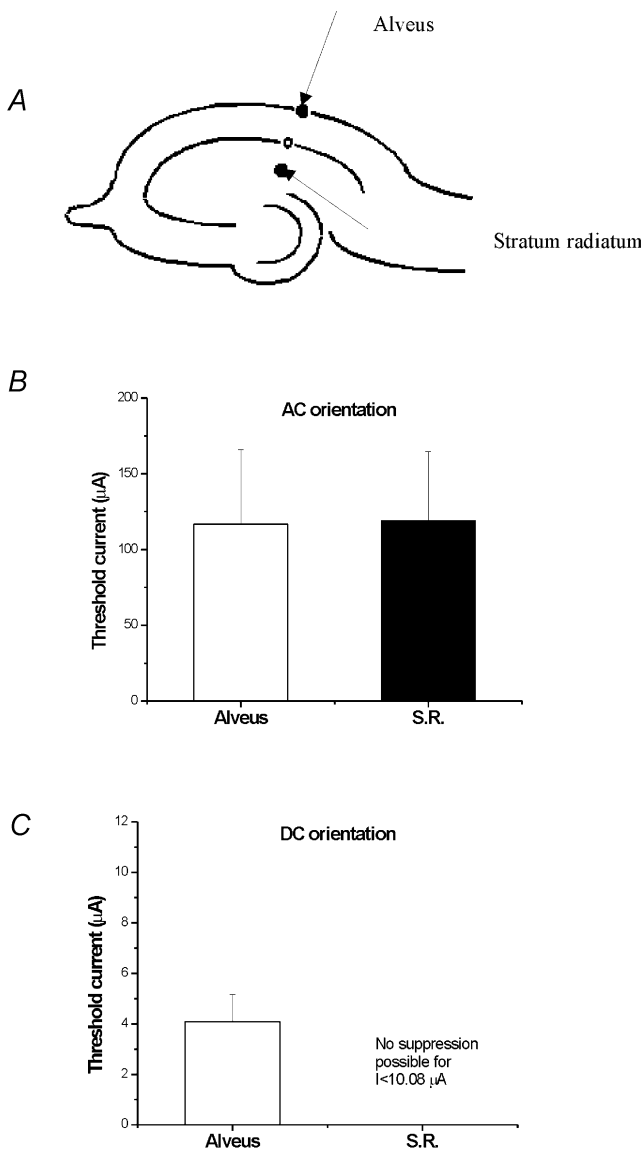 Alveus
A
Stratum radiatum
B
AC orientation
Threshold current (μA)
200
150
100
50
0
Alveus
S.R.
C
DC orientation
Threshold current (μA)
12
10
8
6
4
2
0
No suppression
possible for
I<10.08 μA
Alveus
S.R.